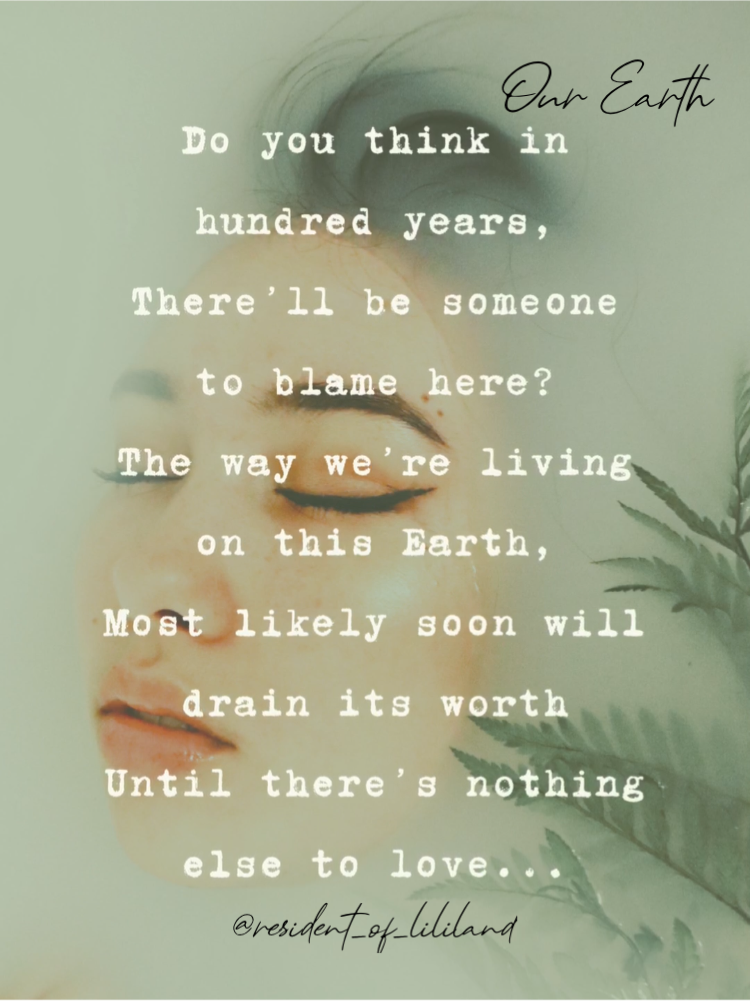 Our Earth
Do you think in
hundred years,
There'll be someone
to blame here?
The way we're living
on this Earth,
Most likely soon will
drain its worth
Until there's nothing
else to love...
@resident_of_lililand